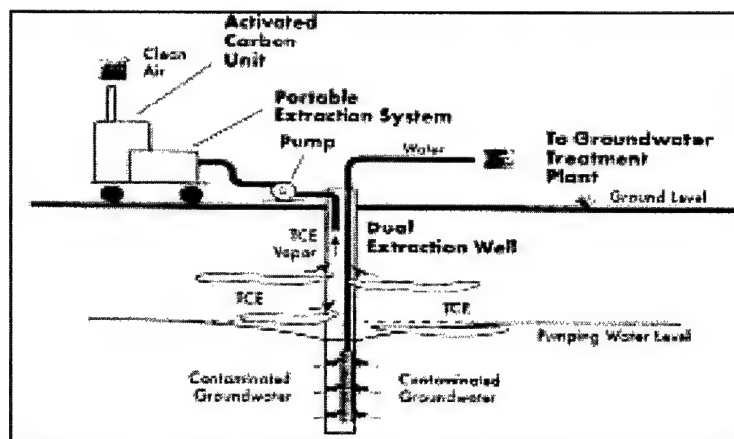 Activated
Carbon
Unit
Clean
Air
Portable
Extraction System
Pump
Water
To Groundwater
Treatment
Plant
Ground Level
TCE
Vapor
Dual
Extraction Well
TCE
TCE
Pumping Water Level
Contaminated
Groundwater
Contaminated
Groundwater